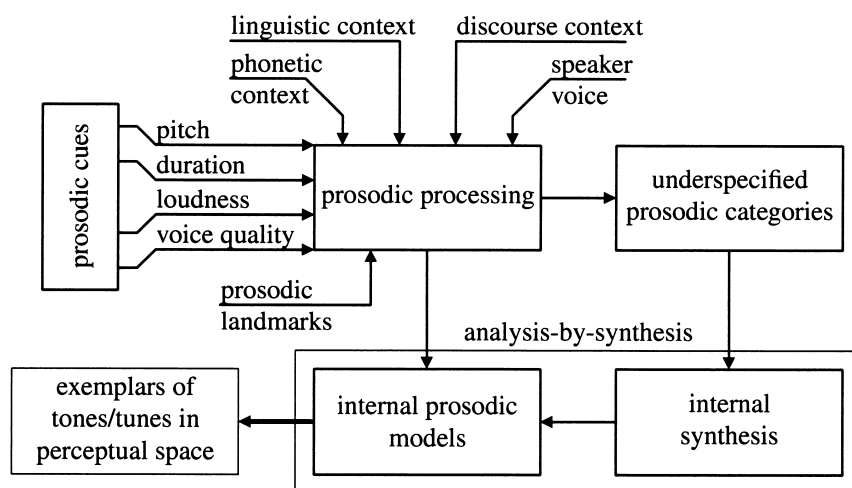 linguistic context
discourse context
phonetic
context
speaker
voice
prosodic cues
pitch
duration
loudness
voice quality
prosodic processing
underspecified
prosodic categories
prosodic
landmarks
analysis-by-synthesis
exemplars of
tones/tunes in
perceptual space
internal prosodic
models
internal
synthesis